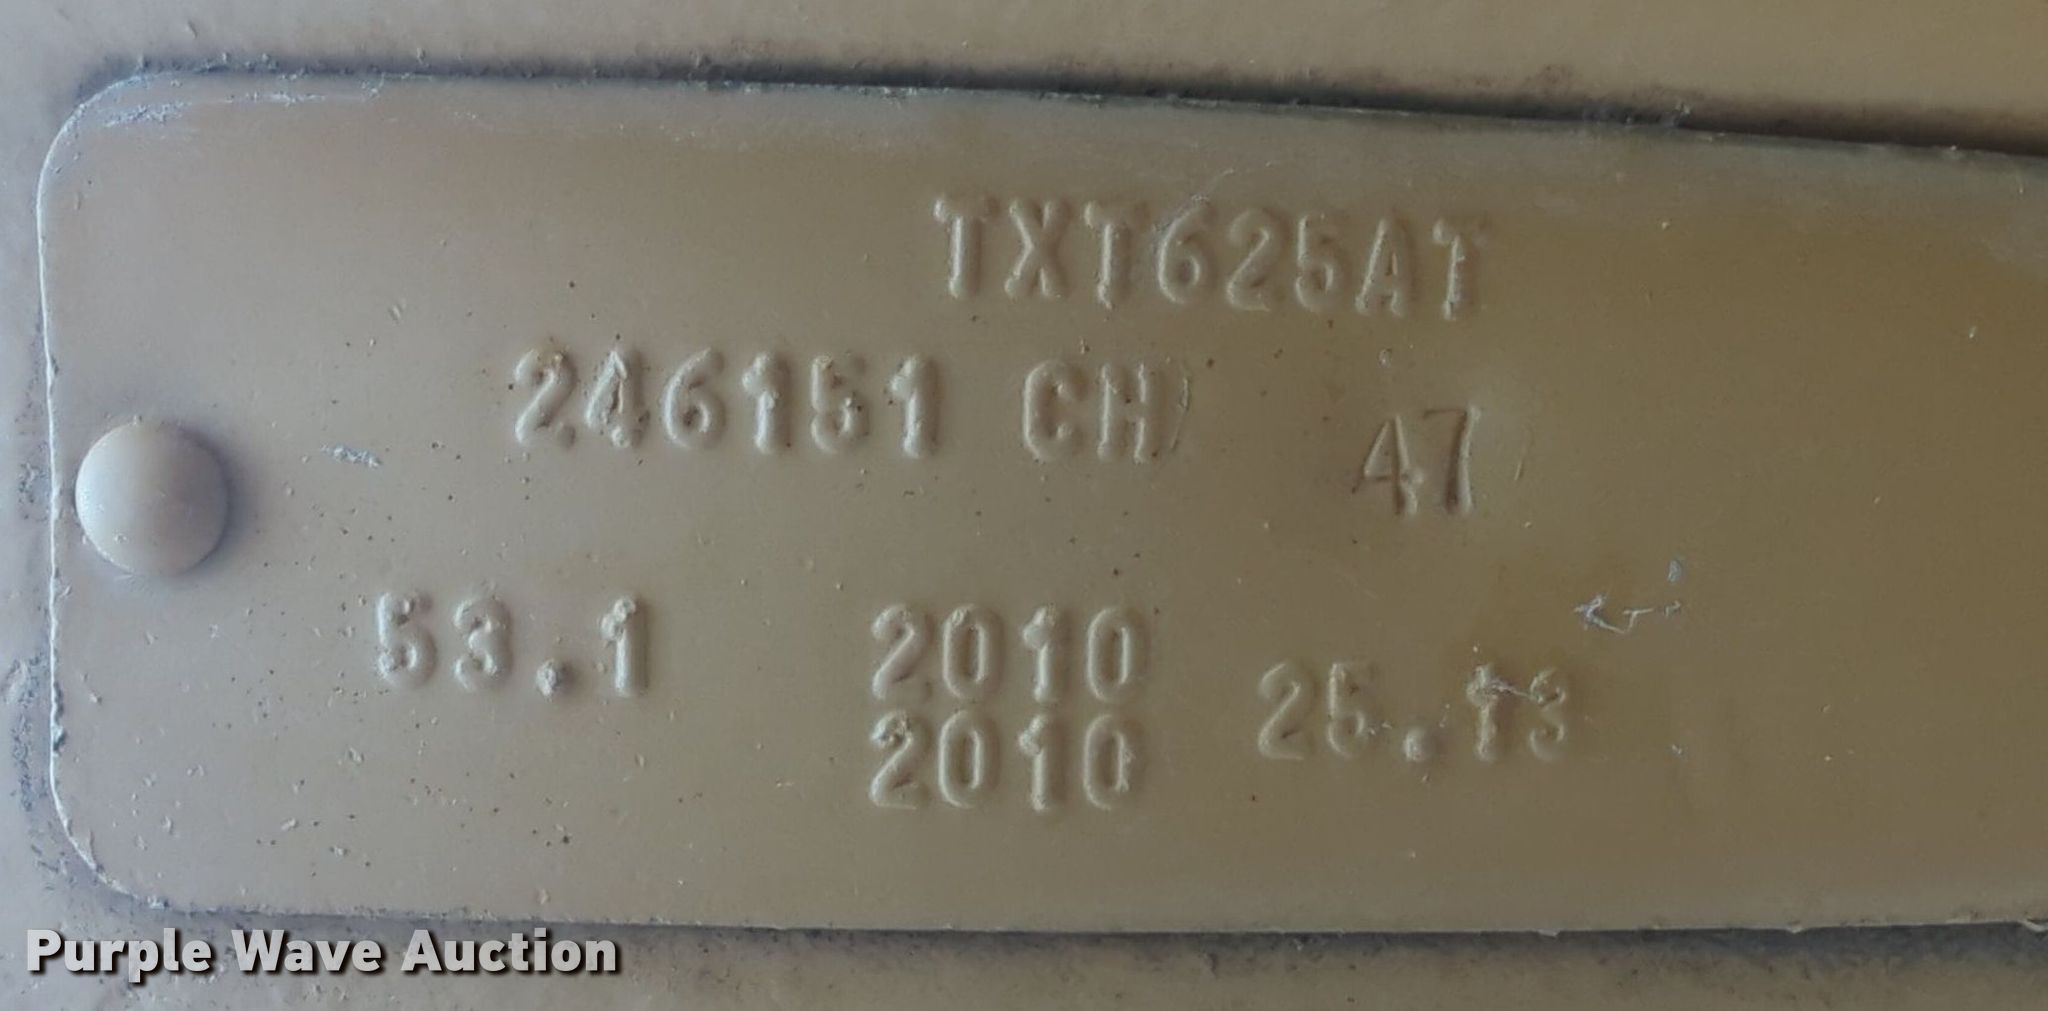 TXT625AT
246151 CH 47
53.1 2010
2010 25.13
Purple Wave Auction